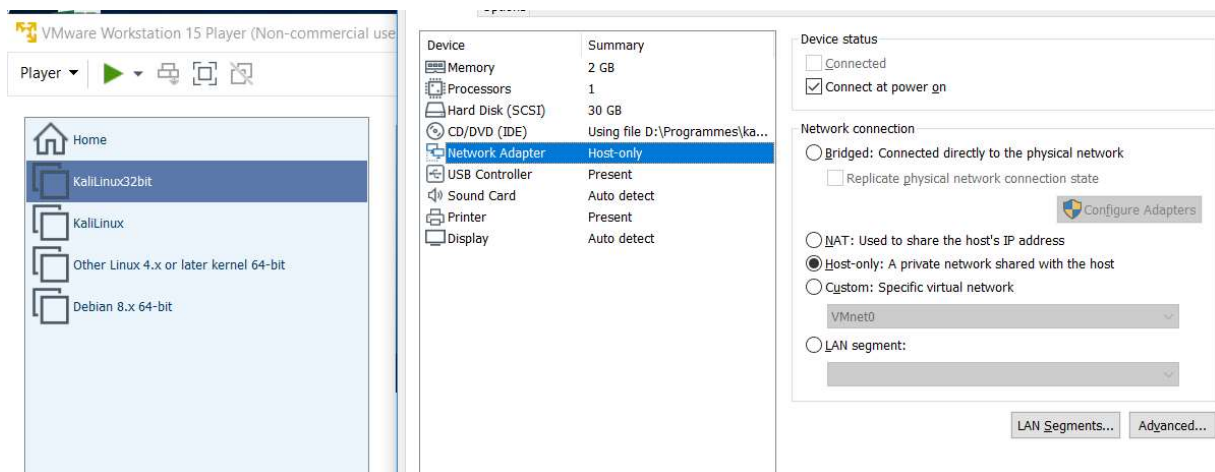 Options
VMware Workstation 15 Player (Non-commercial use
Player
Home
KaliLinux32bit
KaliLinux
Other Linux 4.x or later kernel 64-bit
Debian 8.x 64-bit
Device Summary
Memory 2 GB
Processors 1
Hard Disk (SCSI) 30 GB
CD/DVD (IDE) Using file D:\Programmes\ka...
Network Adapter Host-only
USB Controller Present
Sound Card Auto detect
Printer Present
Display Auto detect
Device status
Connected
Connect at power on
Network connection
Bridged: Connected directly to the physical network
Replicate physical network connection state
Configure Adapters
NAT: Used to share the host's IP address
Host-only: A private network shared with the host
Custom: Specific virtual network
VMnet0
LAN segment:
LAN Segments... Advanced...